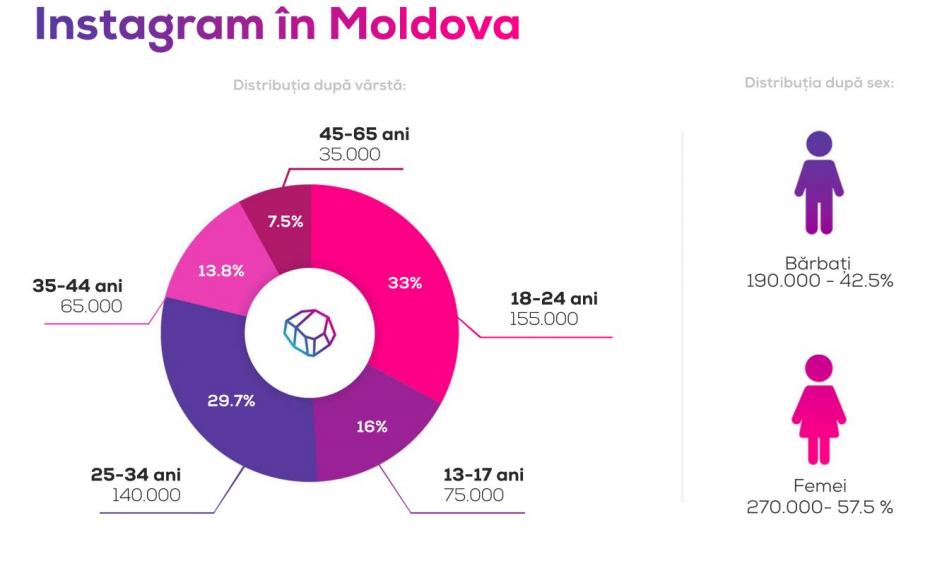 Instagram în Moldova
Distribuția după vârstă:
Distribuția după sex:
45-65 ani
35.000
7.5%
13.8%
33%
35-44 ani
65.000
18-24 ani
155.000
29.7%
16%
25-34 ani
140.000
13-17 ani
75.000
Bărbați
190.000 - 42.5%
Femei
270.000- 57.5 %